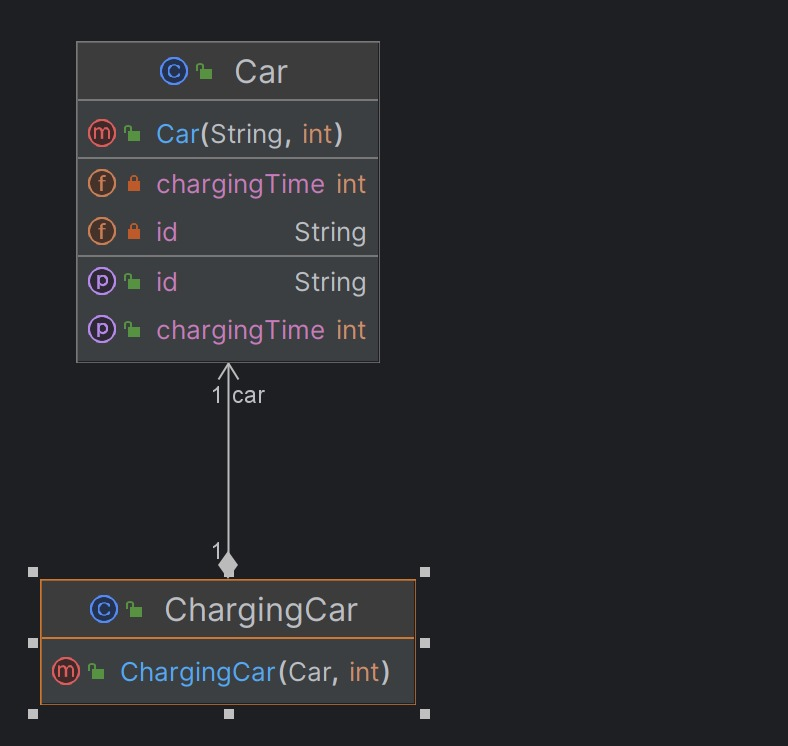 C Car
m Car(String, int)
f chargingTime int
f id String
p id String
p chargingTime int
1 car
1
C ChargingCar
m ChargingCar(Car, int)